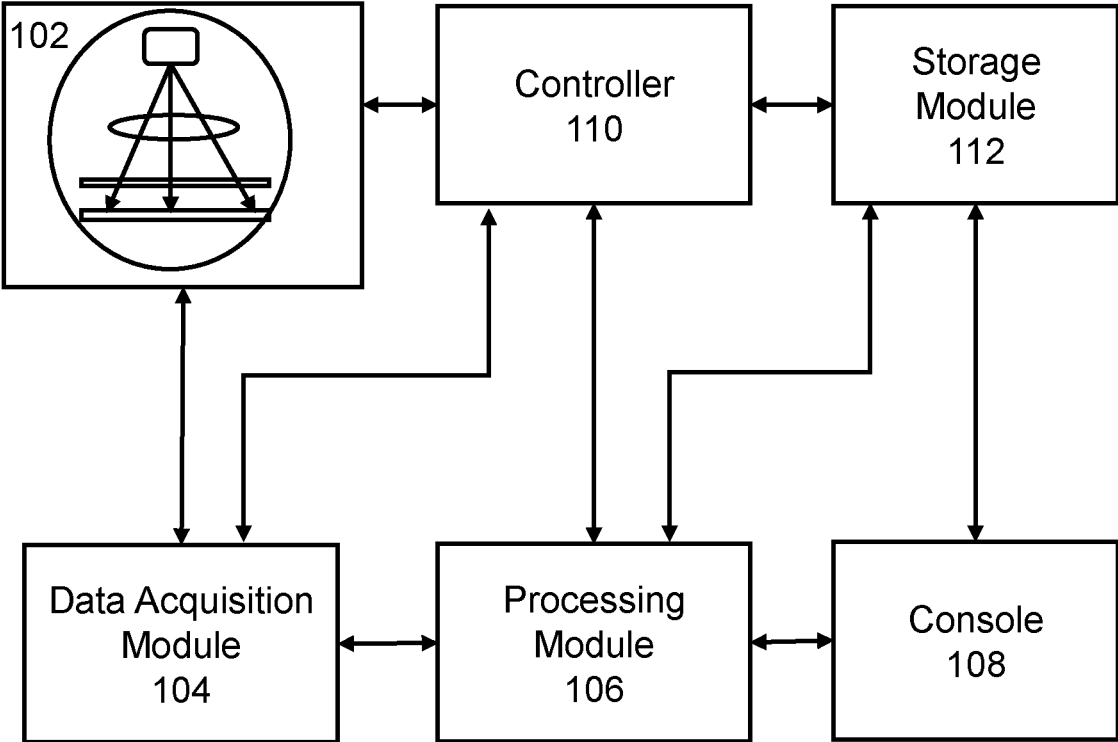 102
Controller
110
Storage
Module
112
Data Acquisition
Module
104
Processing
Module
106
Console
108